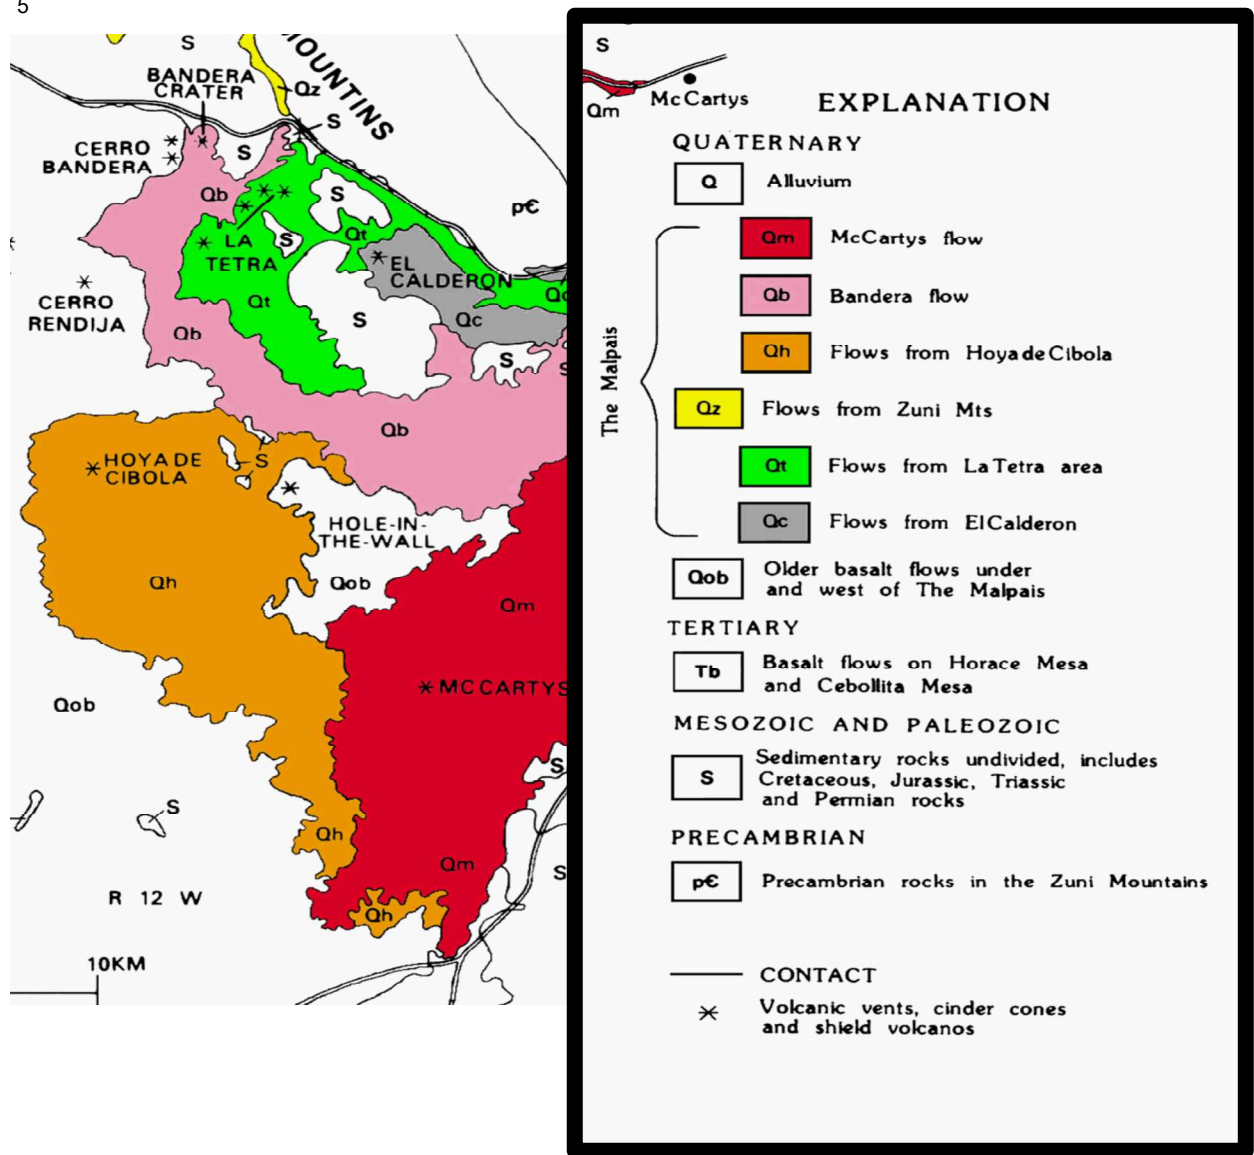 5
S
MOUNTINS
BANDERA
CRATER
Qz
S
CERRO
BANDERA
S
Qb
S
p€
LA
TETRA
S
Qt
EL
CALDERON
CERRO
RENDIJA
Qt
Qb
S
Qc
S
Qb
HOYA DE
CIBOLA
S
HOLE-IN-
THE-WALL
Qh
Qob
Qm
MCCARTYS
Qob
S
S
Qh
Qm
S
R 12 W
Qh
10KM
S
Qm
McCartys
EXPLANATION
QUATERNARY
Q Alluvium
The Malpais
Qm McCartys flow
Qb Bandera flow
Qh Flows from Hoya de Cibola
Qz Flows from Zuni Mts
Qt Flows from La Tetra area
Qc Flows from El Calderon
Qob Older basalt flows under
and west of The Malpais
TERTIARY
Tb Basalt flows on Horace Mesa
and Cebollita Mesa
MESOZOIC AND PALEOZOIC
S Sedimentary rocks undivided, includes
Cretaceous, Jurassic, Triassic
and Permian rocks
PRECAMBRIAN
p€ Precambrian rocks in the Zuni Mountains
CONTACT
Volcanic vents, cinder cones
and shield volcanos